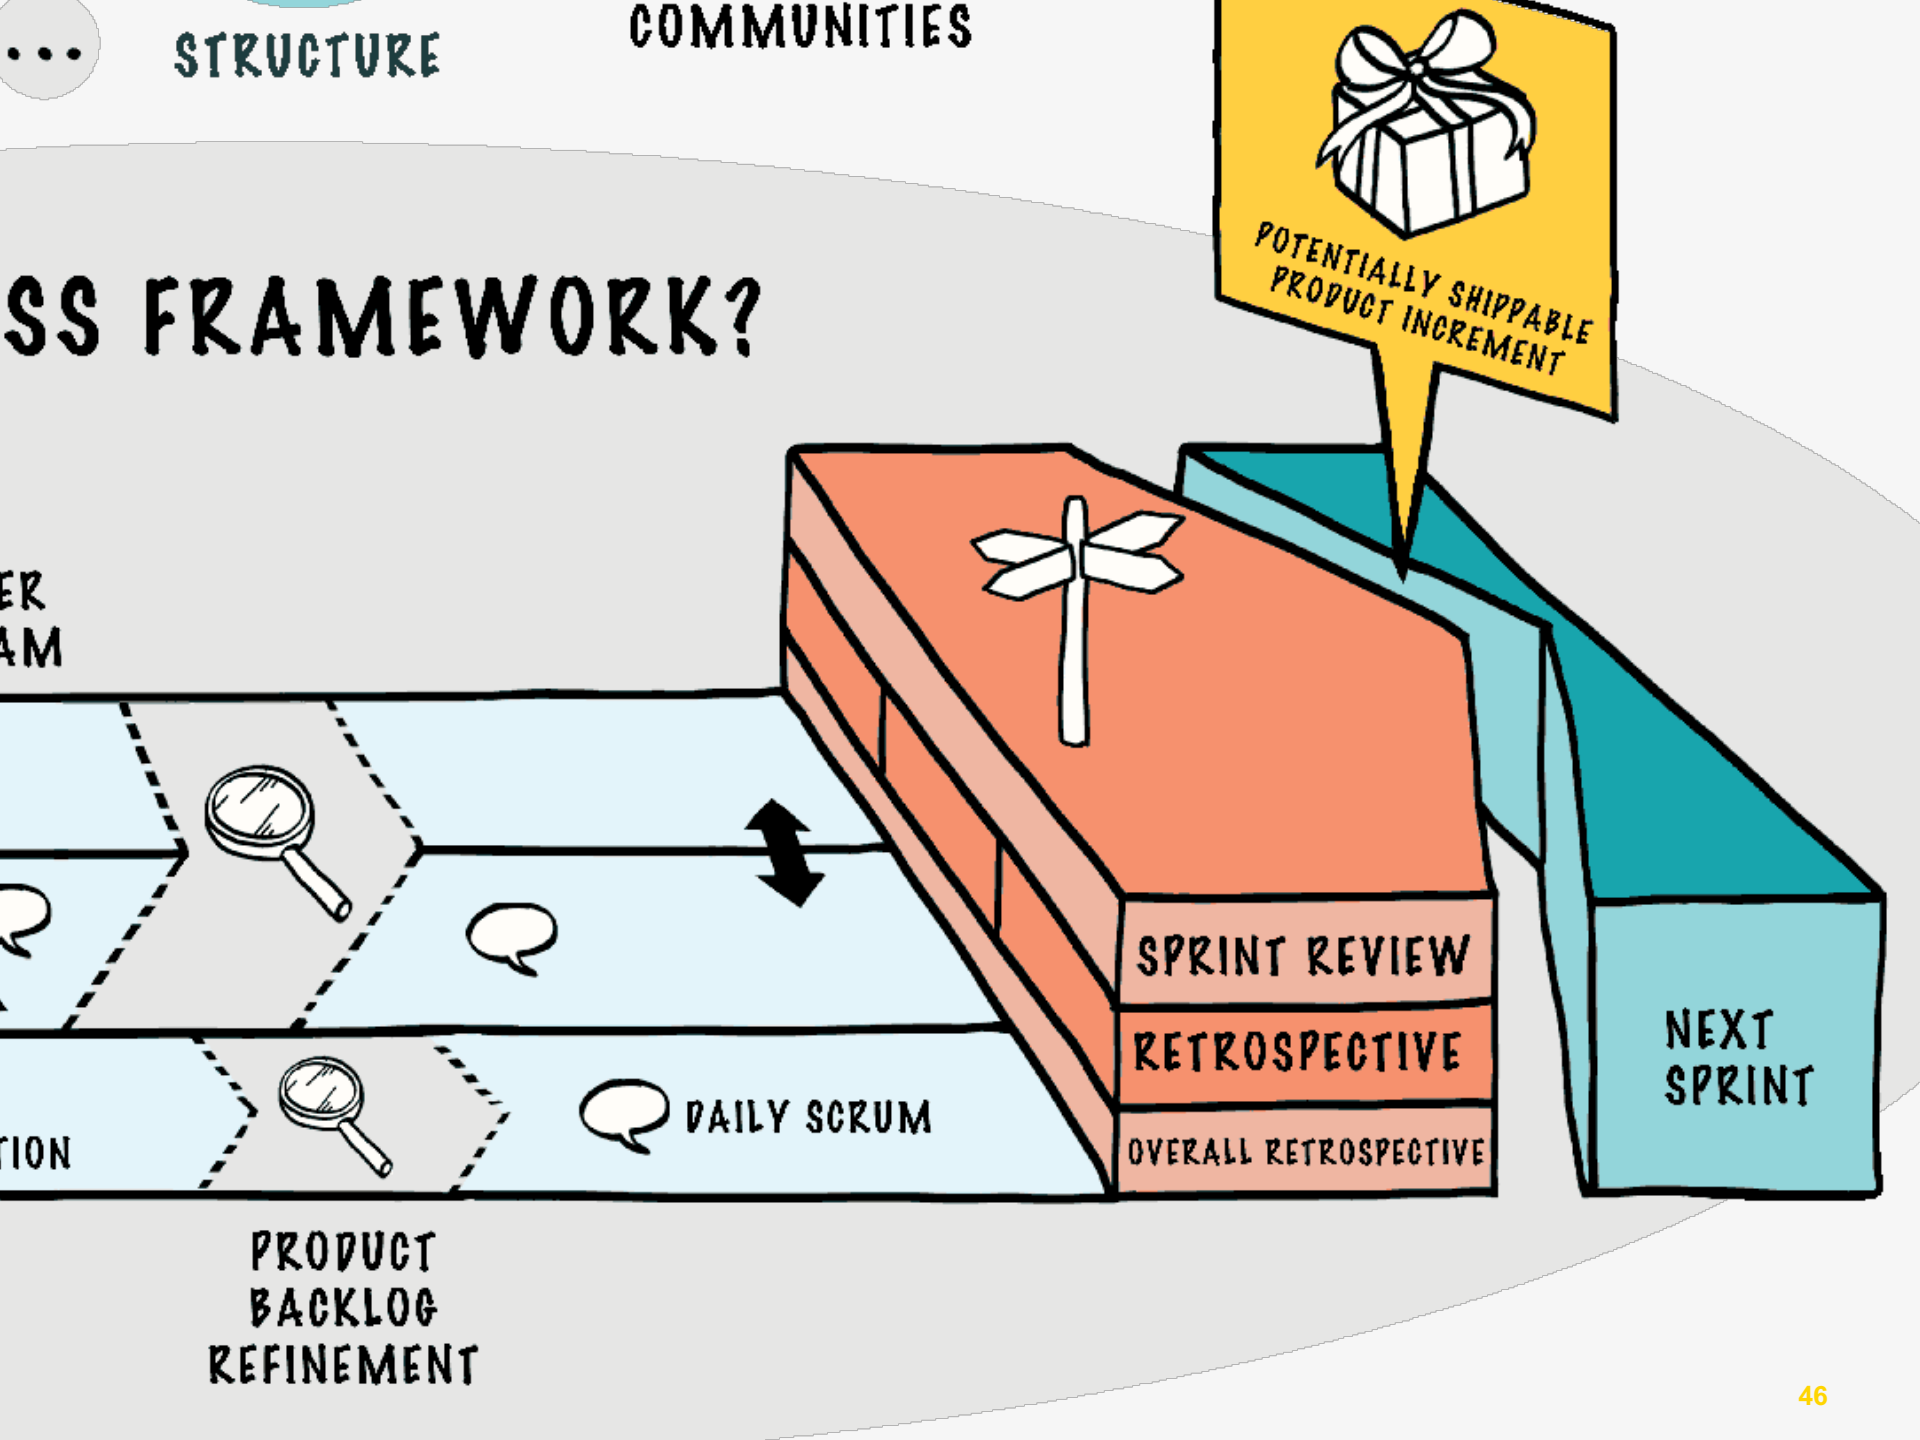 ...
STRUCTURE
COMMUNITIES
SS FRAMEWORK?
POTENTIALLY SHIPPABLE
PRODUCT INCREMENT
ER
AM
SPRINT REVIEW
RETROSPECTIVE
OVERALL RETROSPECTIVE
NEXT
SPRINT
DAILY SCRUM
TION
PRODUCT
BACKLOG
REFINEMENT
46